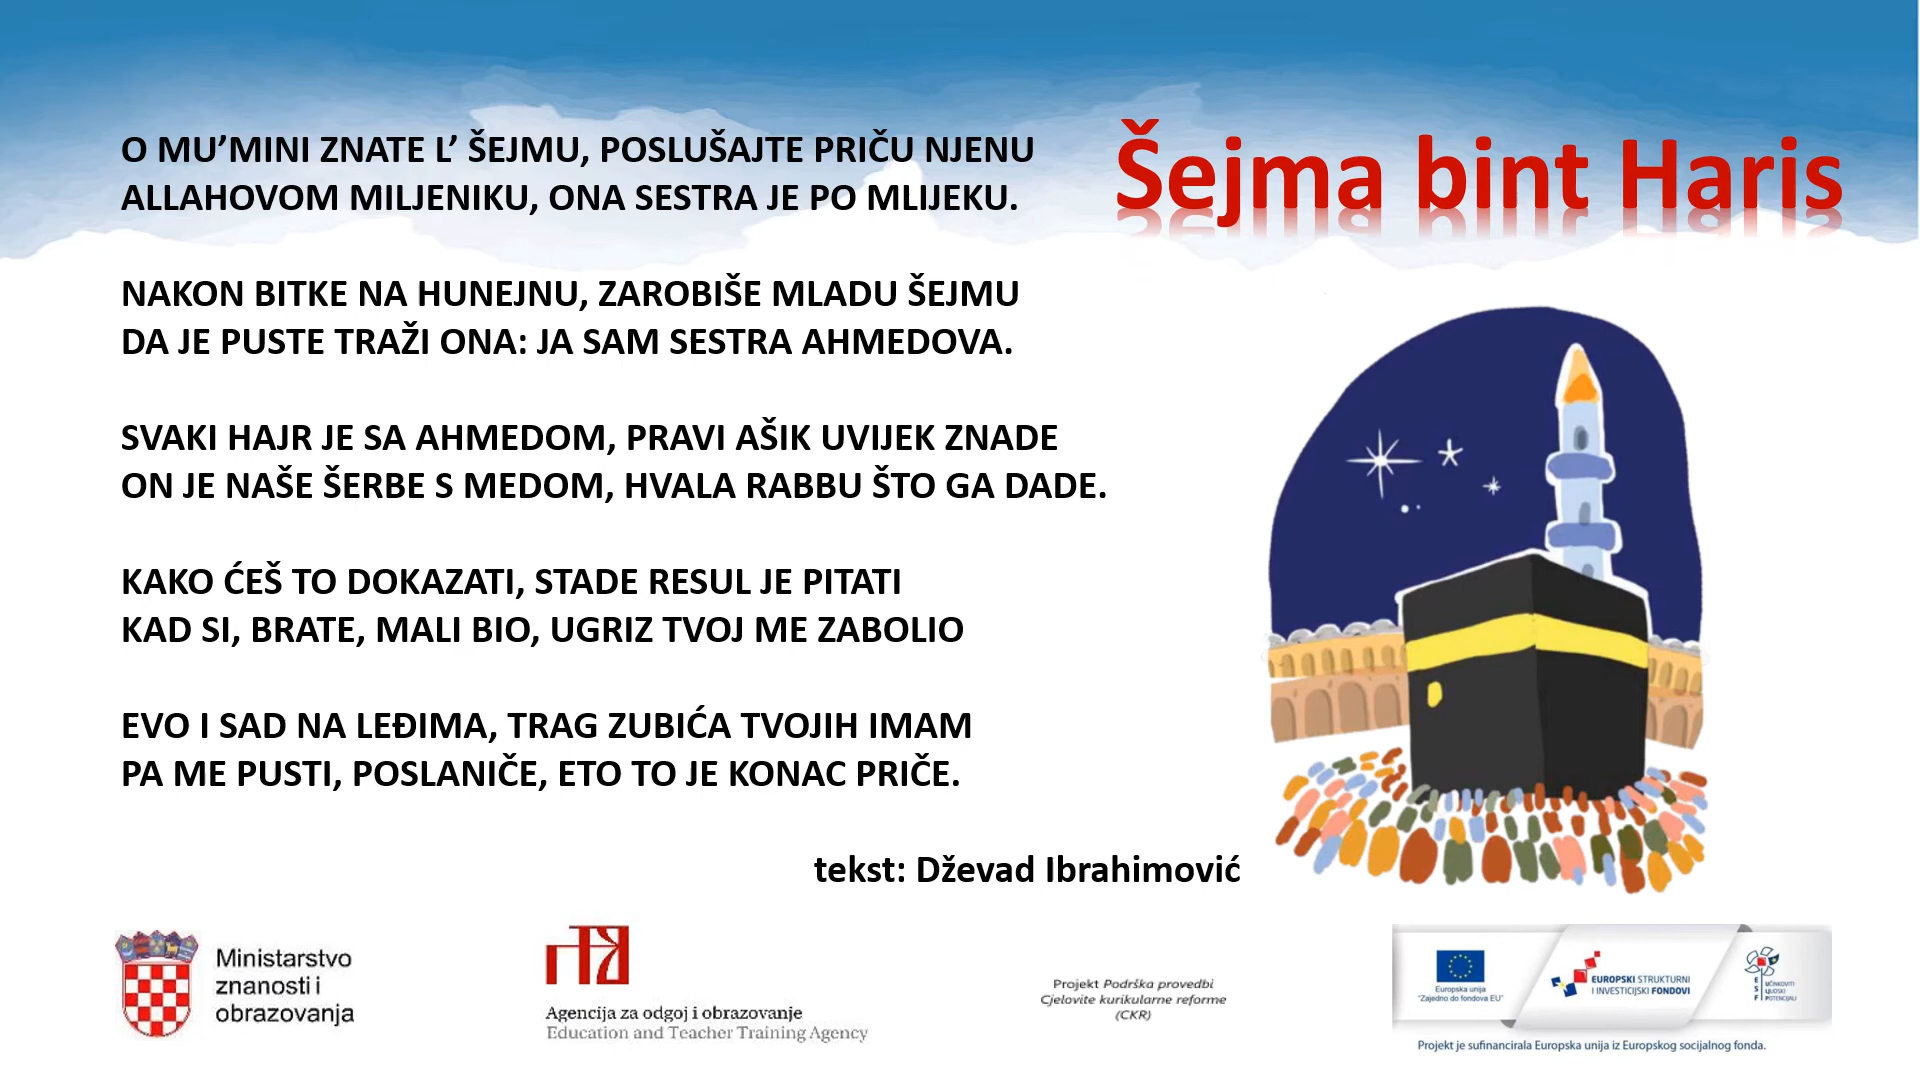 Šejma bint Haris
O MU’MINI ZNATE L’ ŠEJMU, POSLUŠAJTE PRIČU NJENU
ALLAHOVOM MILJENIKU, ONA SESTRA JE PO MLIJEKU.
NAKON BITKE NA HUNEJNU, ZAROBIŠE MLADU ŠEJMU
DA JE PUSTE TRAŽI ONA: JA SAM SESTRA AHMEDOVA.
SVAKI HAJR JE SA AHMEDOM, PRAVI AŠIK UVIJEK ZNADE
ON JE NAŠE ŠERBE S MEDOM, HVALA RABBU ŠTO GA DADE.
KAKO ĆEŠ TO DOKAZATI, STADE RESUL JE PITATI
KAD SI, BRATE, MALI BIO, UGRIZ TVOJ ME ZABOLIO
EVO I SAD NA LEĐIMA, TRAG ZUBIĆA TVOJIH IMAM
PA ME PUSTI, POSLANIČE, ETO TO JE KONAC PRIČE.
tekst: Dževad Ibrahimović
Ministarstvo
znanosti i
obrazovanja
Agencija za odgoj i obrazovanje
Education and Teacher Training Agency
Projekt Podrška provedbi
Cjelovite kurikularne reforme
(CKR)
Europska unija
"Zajedno do fondova EU"
EUROPSKI STRUKTURNI
I INVESTICIJSKI FONDOVI
ESF
UČINKOVITI
LJUDSKI
POTENCIJALI
Projekt je sufinancirala Europska unija iz Europskog socijalnog fonda.